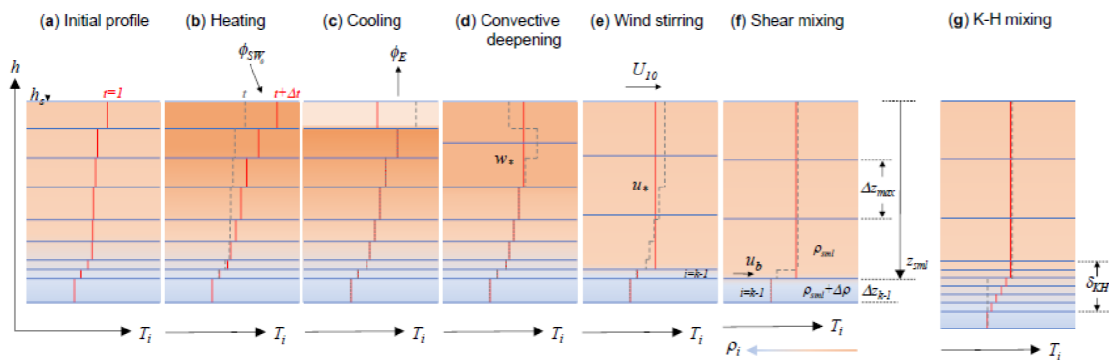 (a) Initial profile
(b) Heating
(c) Cooling
(d) Convective
deepening
(e) Wind stirring
(f) Shear mixing
(g) K-H mixing
h
h_s
t=1
ϕ_SW_s
t
t+Δt
ϕ_E
w_*
U_10
u_*
i=k-1
u_b
i=k-1
ρ_sml
ρ_sml+Δρ
Δz_max
z_sml
Δz_k-1
δ_KH
T_i
T_i
T_i
T_i
T_i
T_i
T_i
ρ_i